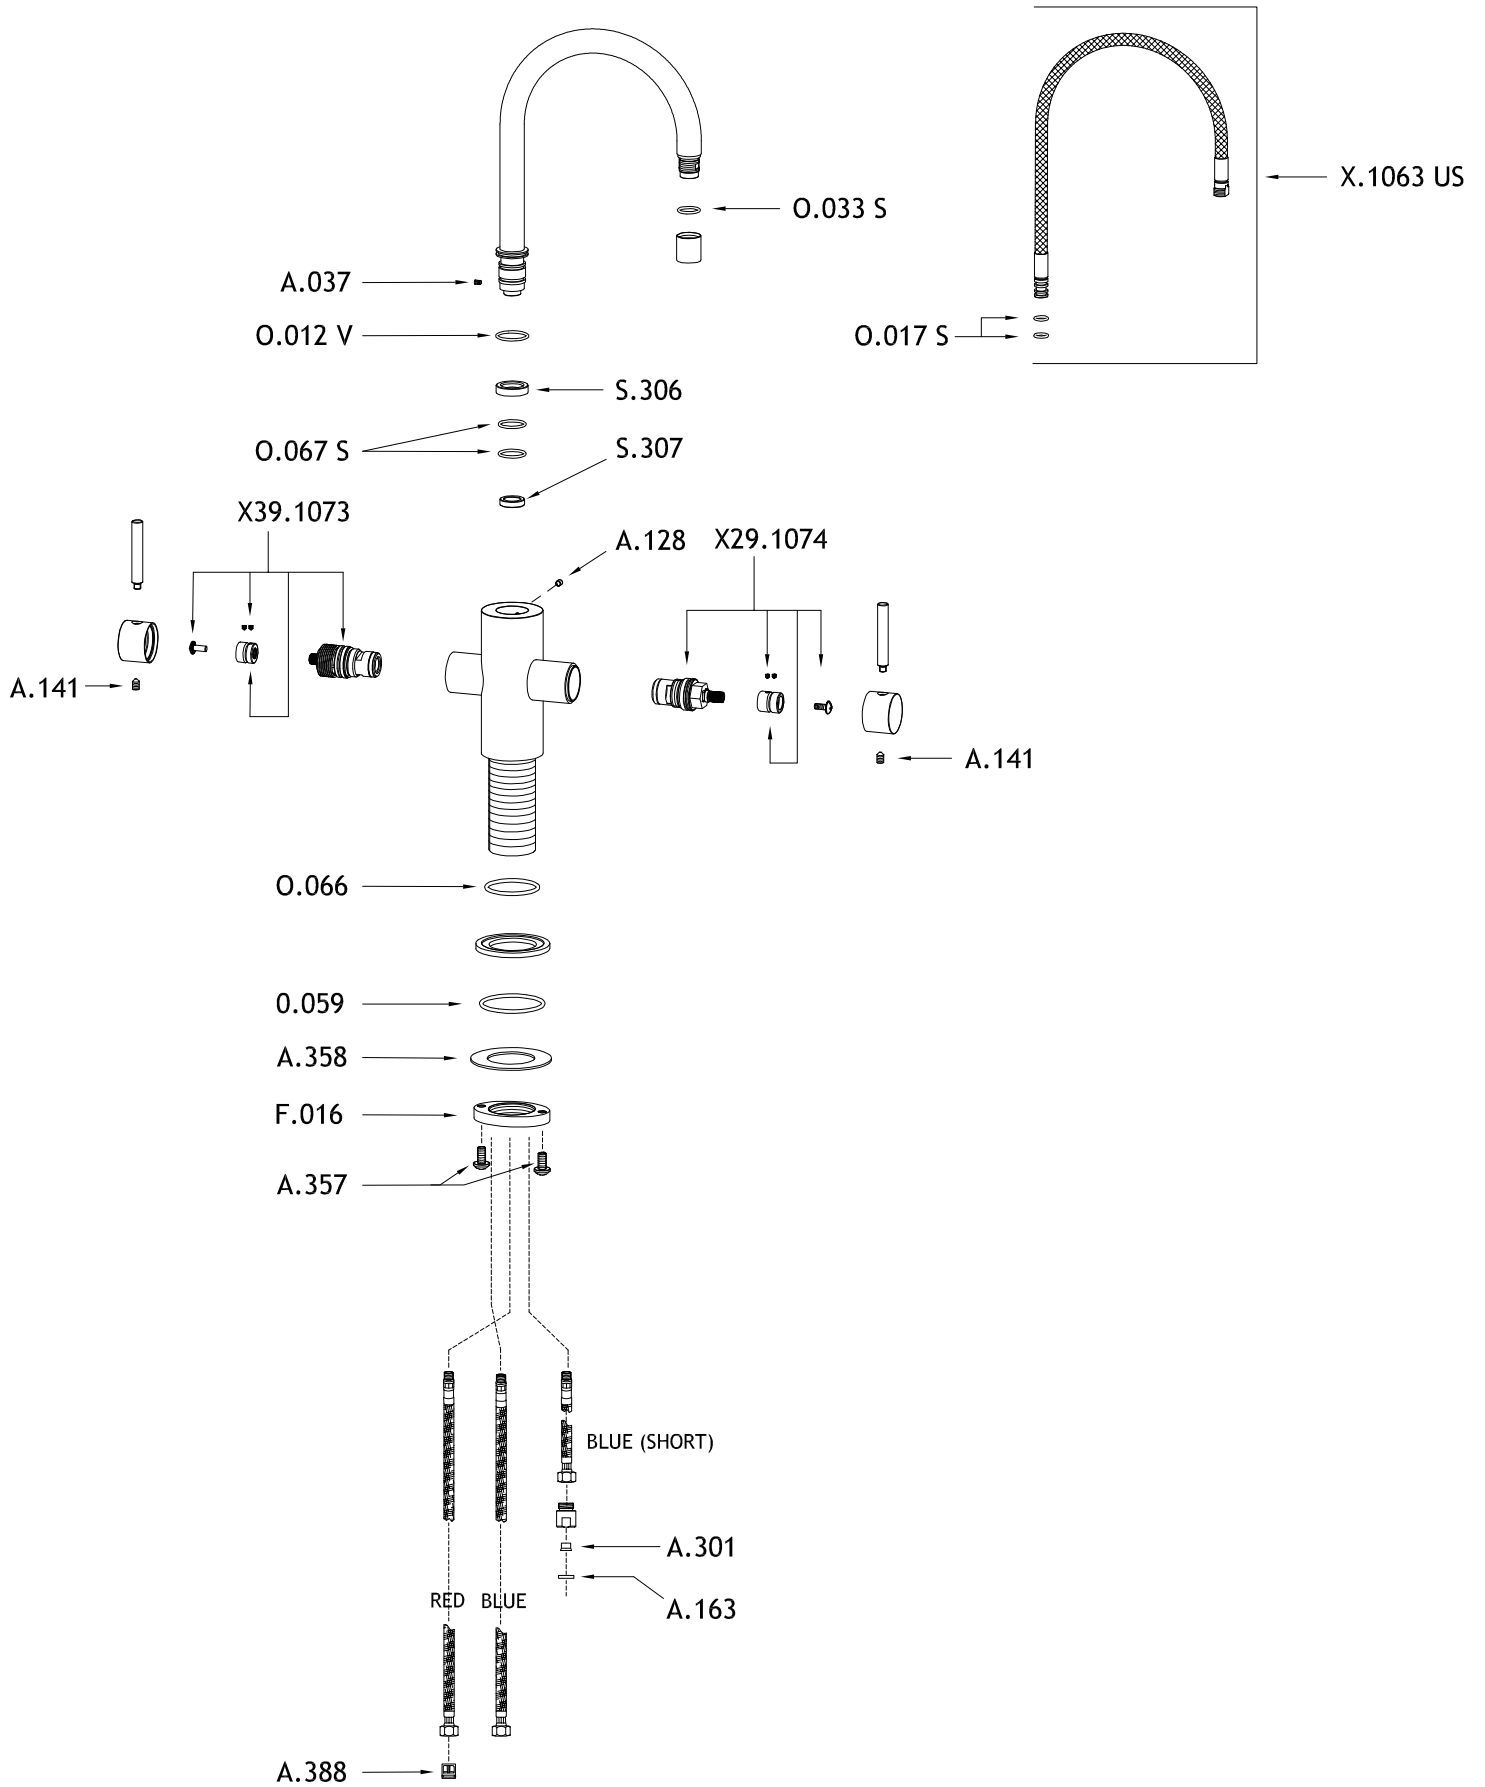 X.1063 US
O.033 S
A.037
O.012 V
O.017 S
S.306
O.067 S
S.307
X39.1073
A.128
X29.1074
A.141
A.141
O.066
0.059
A.358
F.016
A.357
BLUE (SHORT)
A.301
RED
BLUE
A.163
A.388